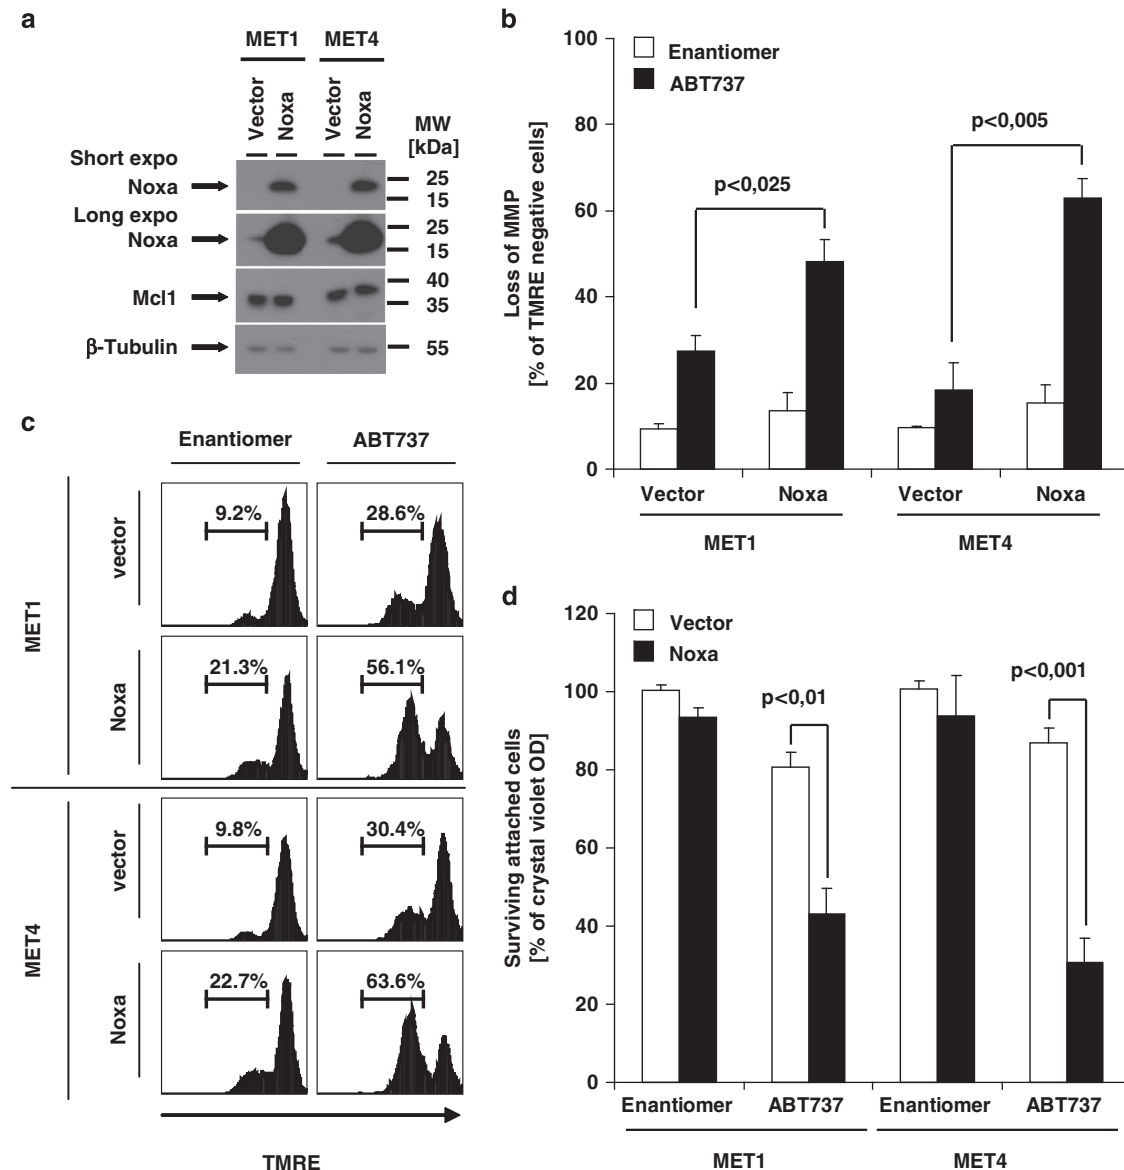 a
MET1 MET4
Vector
Noxa
Vector
Noxa
MW
[kDa]
Short expo
Noxa
25
15
Long expo
Noxa
25
15
Mcl1
40
35
β-Tubulin
55
b
Enantiomer
ABT737
Loss of MMP
[% of TMRE negative cells]
100
80
60
40
20
0
p<0,025
p<0,005
Vector Noxa Vector Noxa
MET1 MET4
c
Enantiomer ABT737
MET1
vector
9.2% 28.6%
Noxa
21.3% 56.1%
MET4
vector
9.8% 30.4%
Noxa
22.7% 63.6%
TMRE
d
Vector
Noxa
Surviving attached cells
[% of crystal violet OD]
120
100
80
60
40
20
0
p<0,01
p<0,001
Enantiomer ABT737 Enantiomer ABT737
MET1 MET4